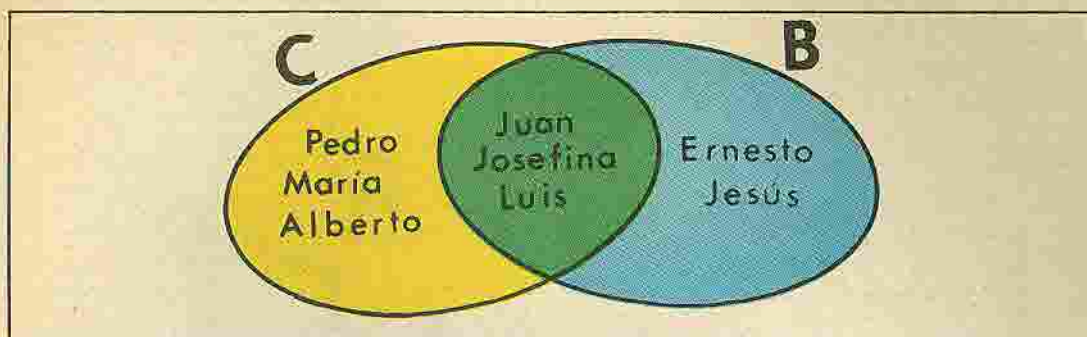 C
B
Pedro
María
Alberto
Juan
Josefina
Luis
Ernesto
Jesús